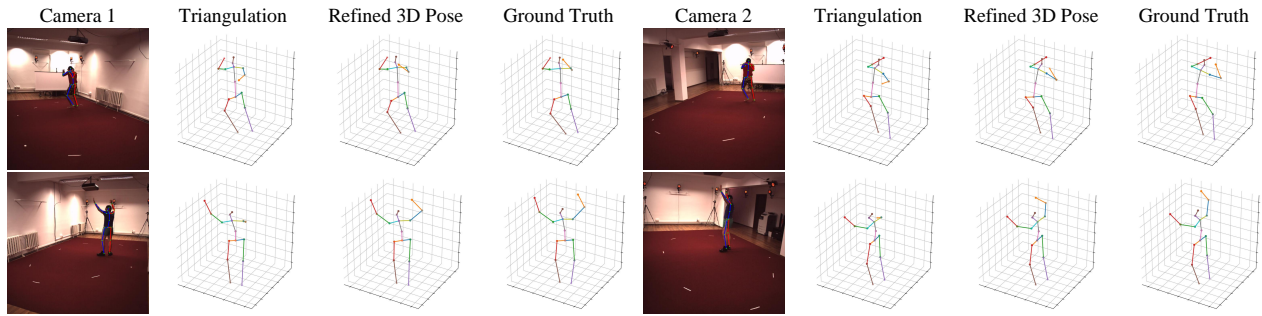 Camera 1 Triangulation Refined 3D Pose Ground Truth Camera 2 Triangulation Refined 3D Pose Ground Truth